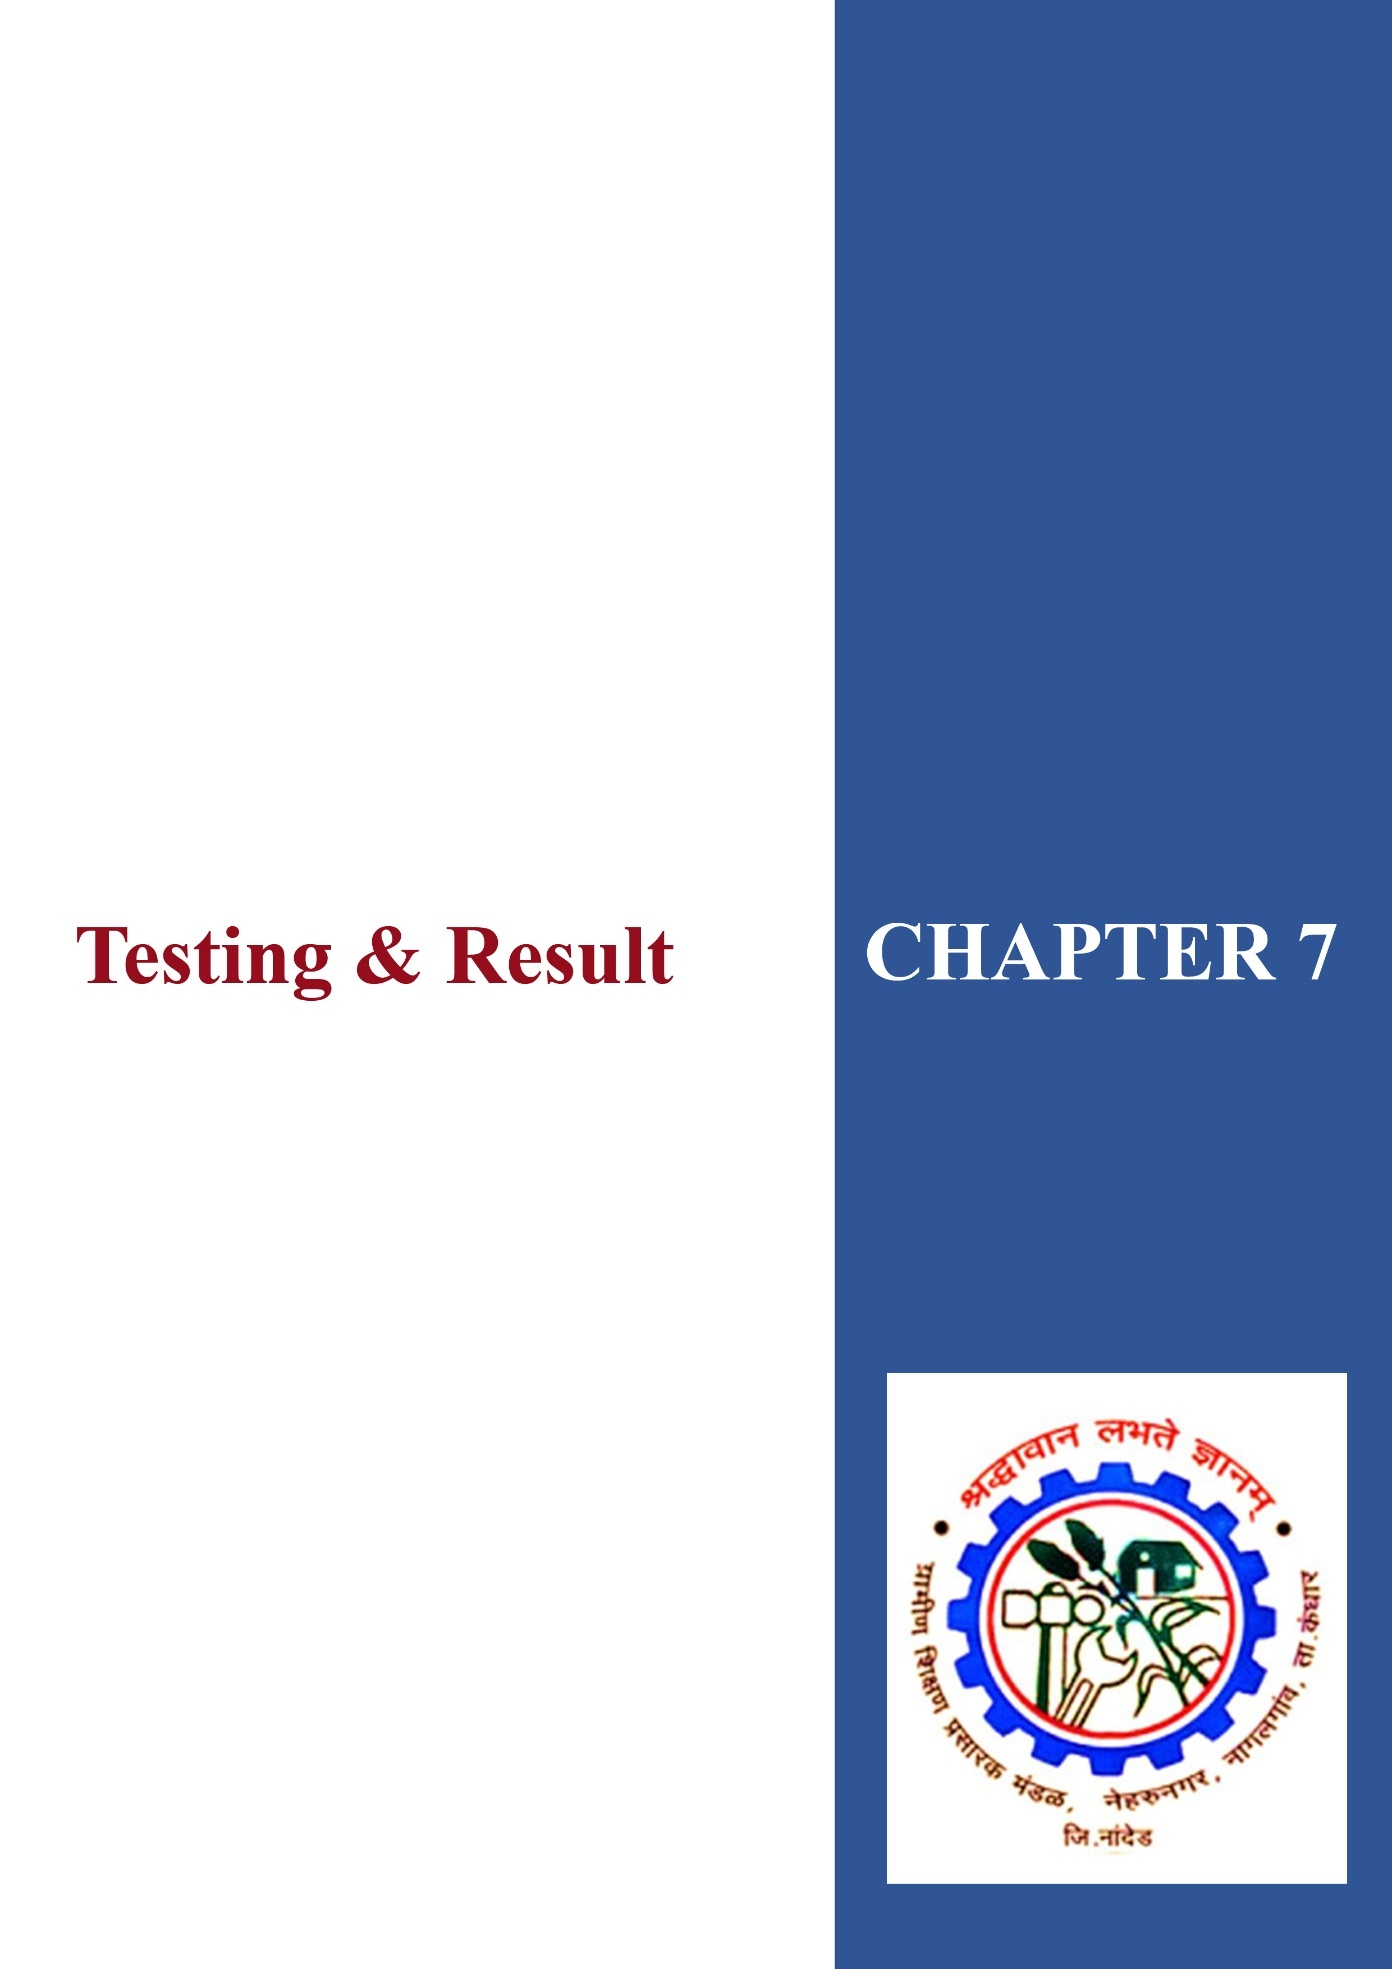 Testing & Result
CHAPTER 7
श्रद्धावान लभते ज्ञानम्
ग्रामीण शिक्षण प्रसारक मंडळ, नेहरुनगर, नागलगांव, ता.कंधार
जि.नांदेड